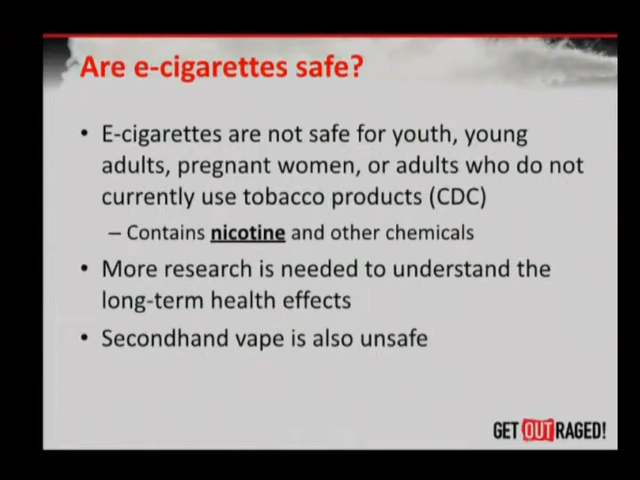 Are e-cigarettes safe?
• E-cigarettes are not safe for youth, young
adults, pregnant women, or adults who do not
currently use tobacco products (CDC)
– Contains nicotine and other chemicals
• More research is needed to understand the
long-term health effects
• Secondhand vape is also unsafe
GET OUTRAGED!